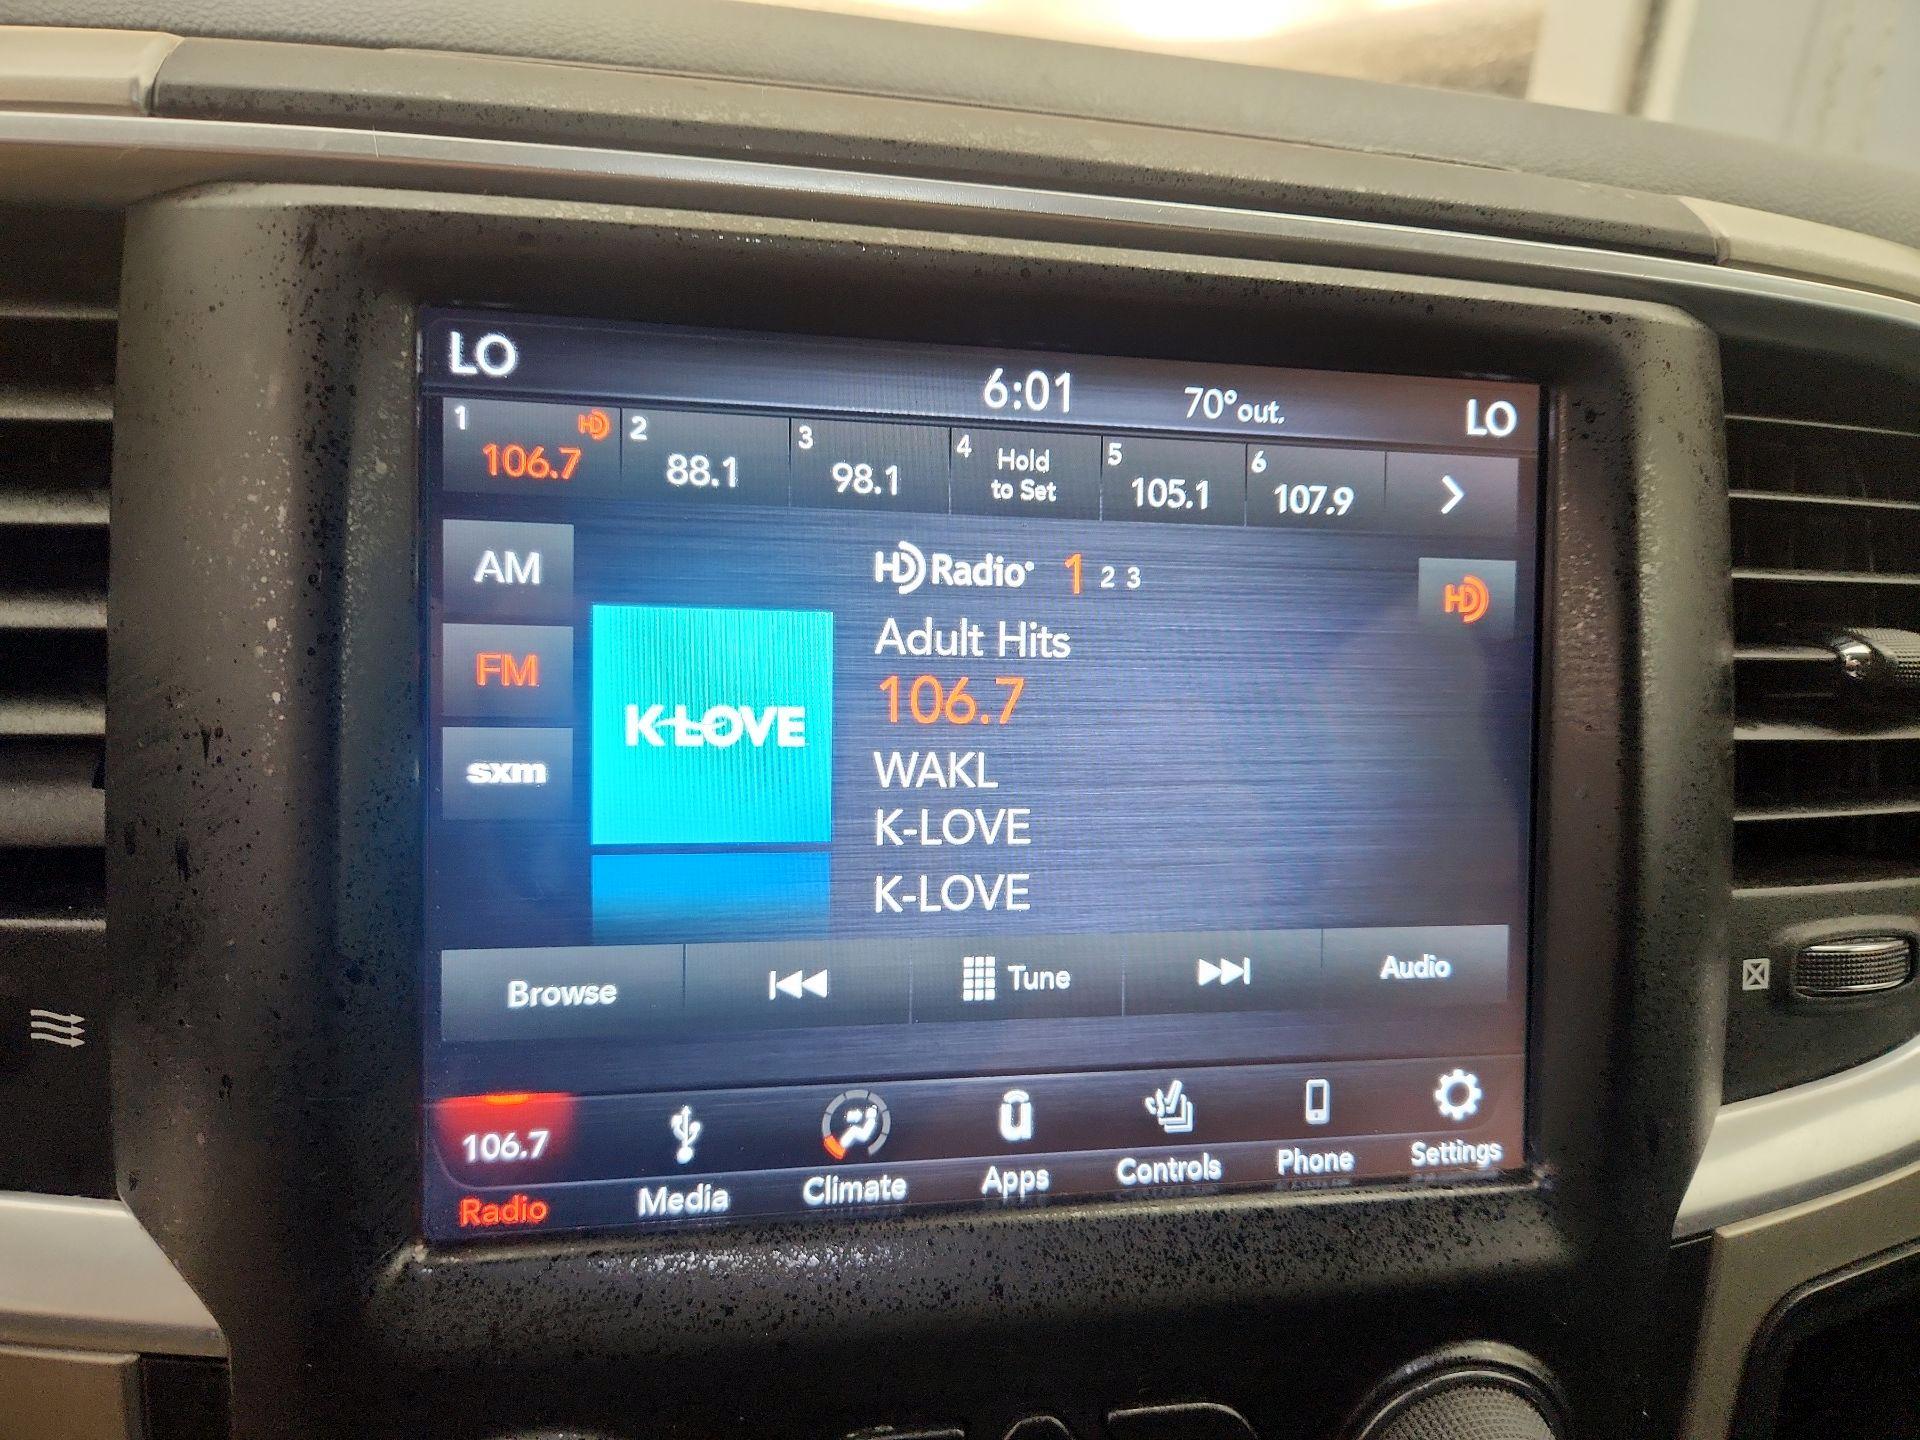 LO 6:01 70°out. LO
1 HD 106.7
2 88.1
3 98.1
4 Hold to Set
5 105.1
6 107.9
AM
FM
sxm
K-LOVE
HD Radio 1 2 3
HD
Adult Hits
106.7
WAKL
K-LOVE
K-LOVE
Browse Tune Audio
106.7
Radio Media Climate Apps Controls Phone Settings